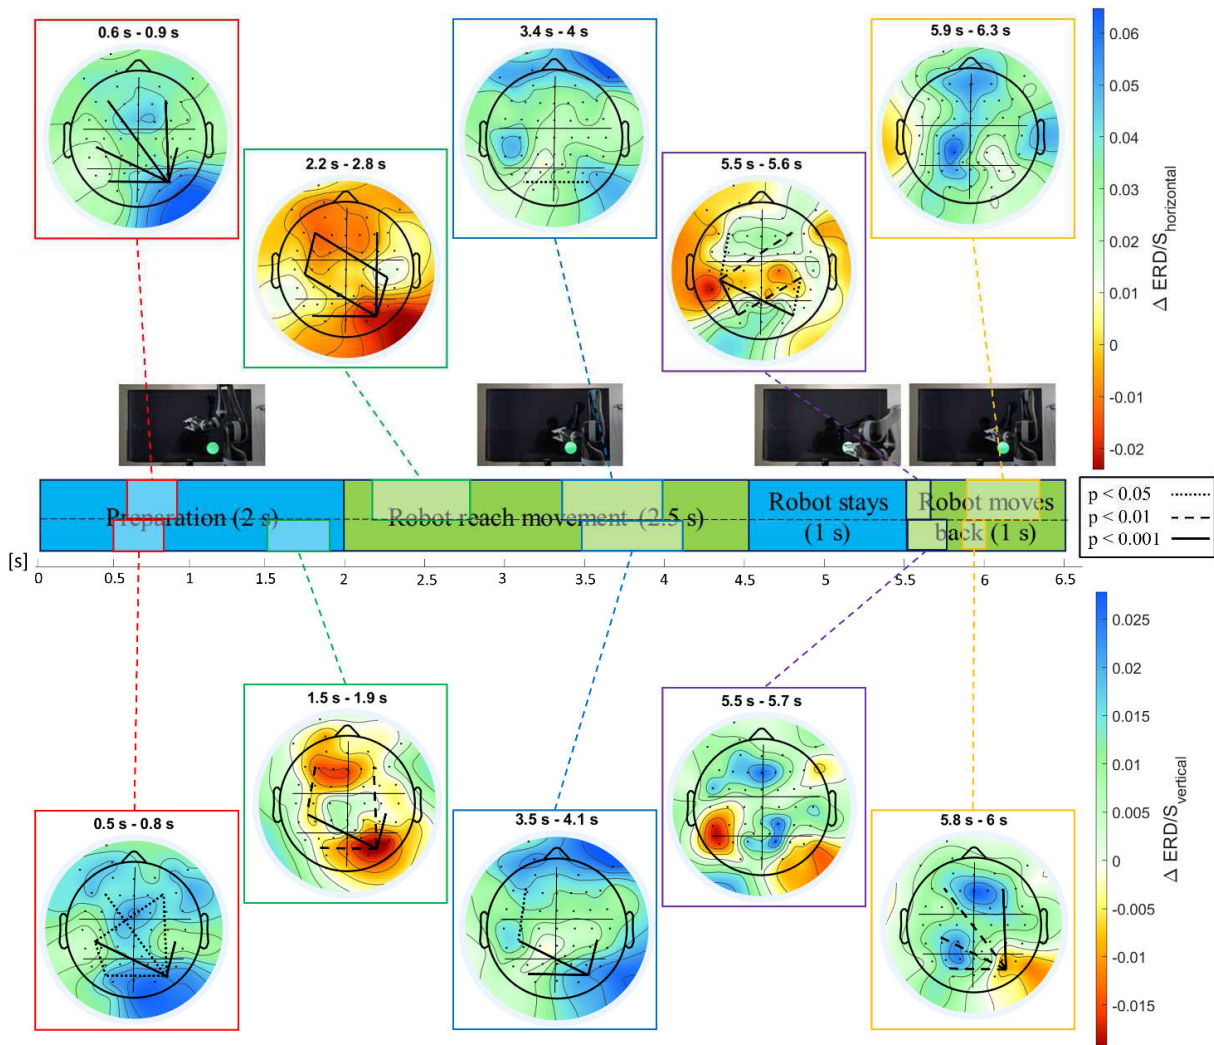 0.6 s - 0.9 s
3.4 s - 4 s
5.9 s - 6.3 s
2.2 s - 2.8 s
5.5 s - 5.6 s
0.06
0.05
0.04
0.03
0.02
0.01
0
-0.01
-0.02
Δ ERD/S horizontal
Preparation (2 s)
Robot reach movement (2.5 s)
Robot stays
(1 s)
Robot moves
back (1 s)
p < 0.05
p < 0.01
p < 0.001
[s]
0 0.5 1 1.5 2 2.5 3 3.5 4 4.5 5 5.5 6 6.5
1.5 s - 1.9 s
5.5 s - 5.7 s
0.5 s - 0.8 s
3.5 s - 4.1 s
5.8 s - 6 s
0.025
0.02
0.015
0.01
0.005
0
-0.005
-0.01
-0.015
Δ ERD/S vertical